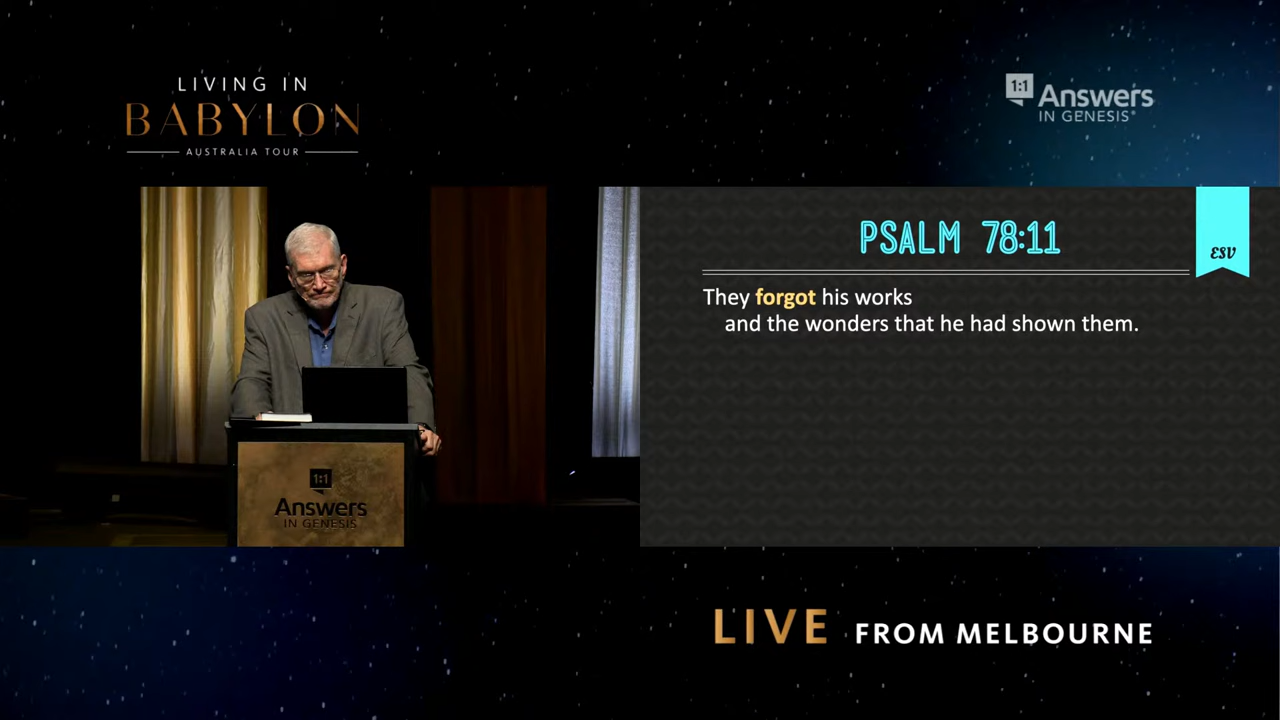 LIVING IN
BABYLON
AUSTRALIA TOUR
1:1
Answers
IN GENESIS®
PSALM 78:11
ESV
They forgot his works
and the wonders that he had shown them.
1:1
Answers
IN GENESIS
LIVE FROM MELBOURNE